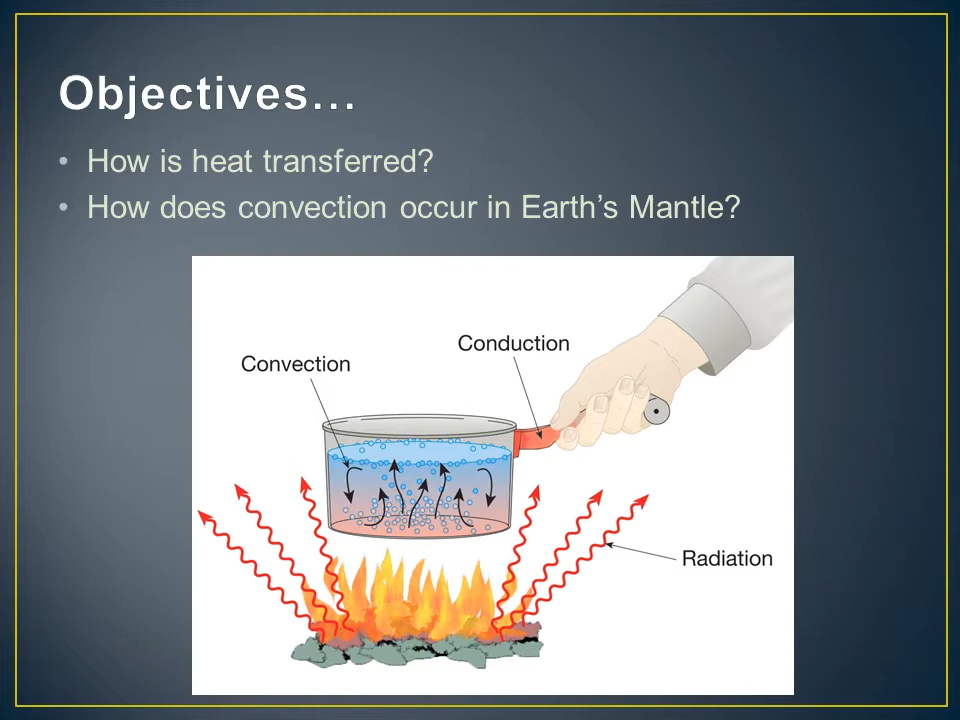 Objectives…
• How is heat transferred?
• How does convection occur in Earth’s Mantle?
Conduction
Convection
Radiation